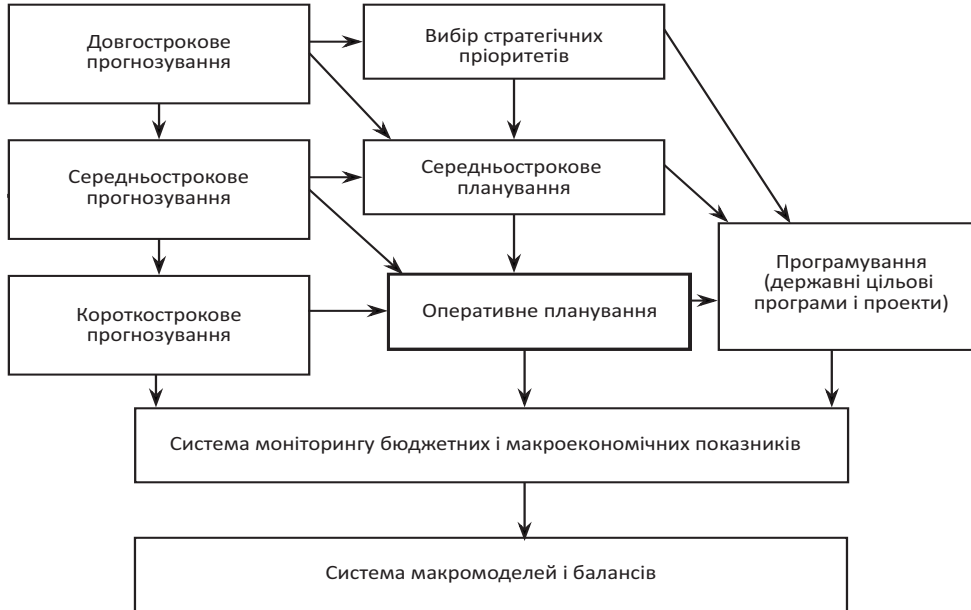 Довгострокове
прогнозування
Вибір стратегічних
пріоритетів
Середньострокове
прогнозування
Середньострокове
планування
Програмування
(державні цільові
програми і проекти)
Короткострокове
прогнозування
Оперативне планування
Система моніторингу бюджетних і макроекономічних показників
Система макромоделей і балансів